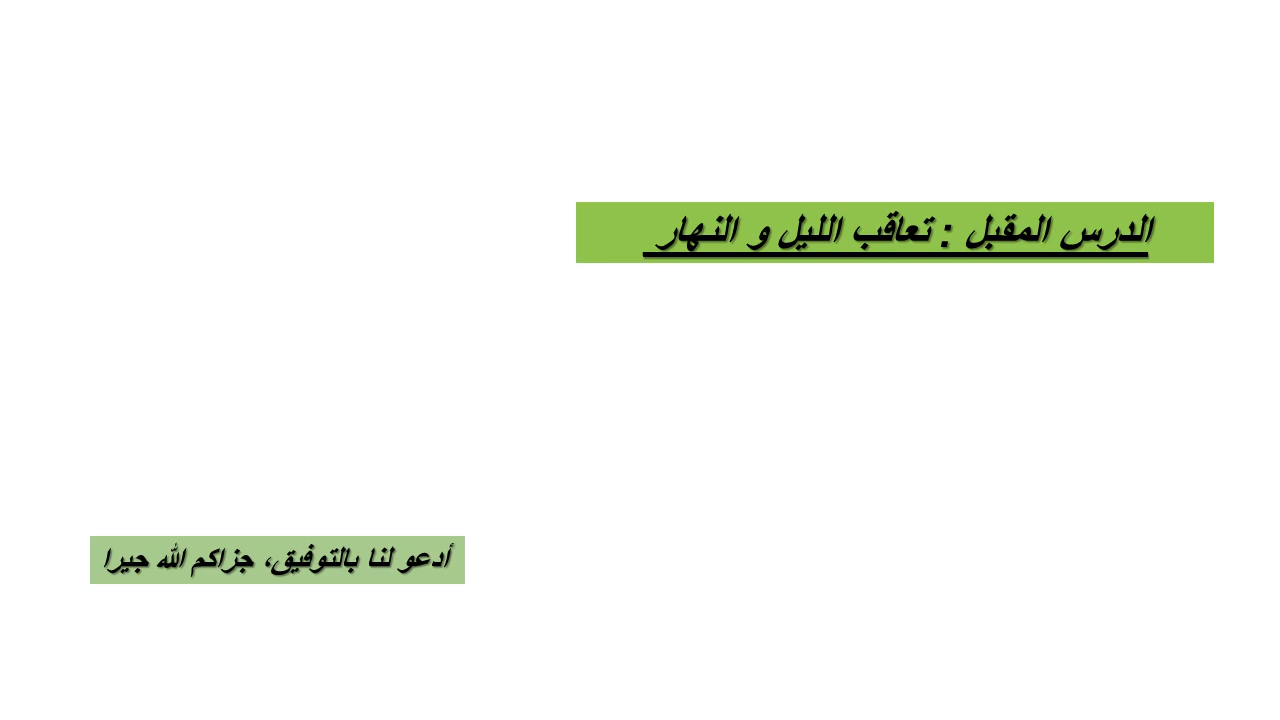 الدرس المقبل : تعاقب الليل و النهار
أدعو لنا بالتوفيق، جزاكم الله جيرا